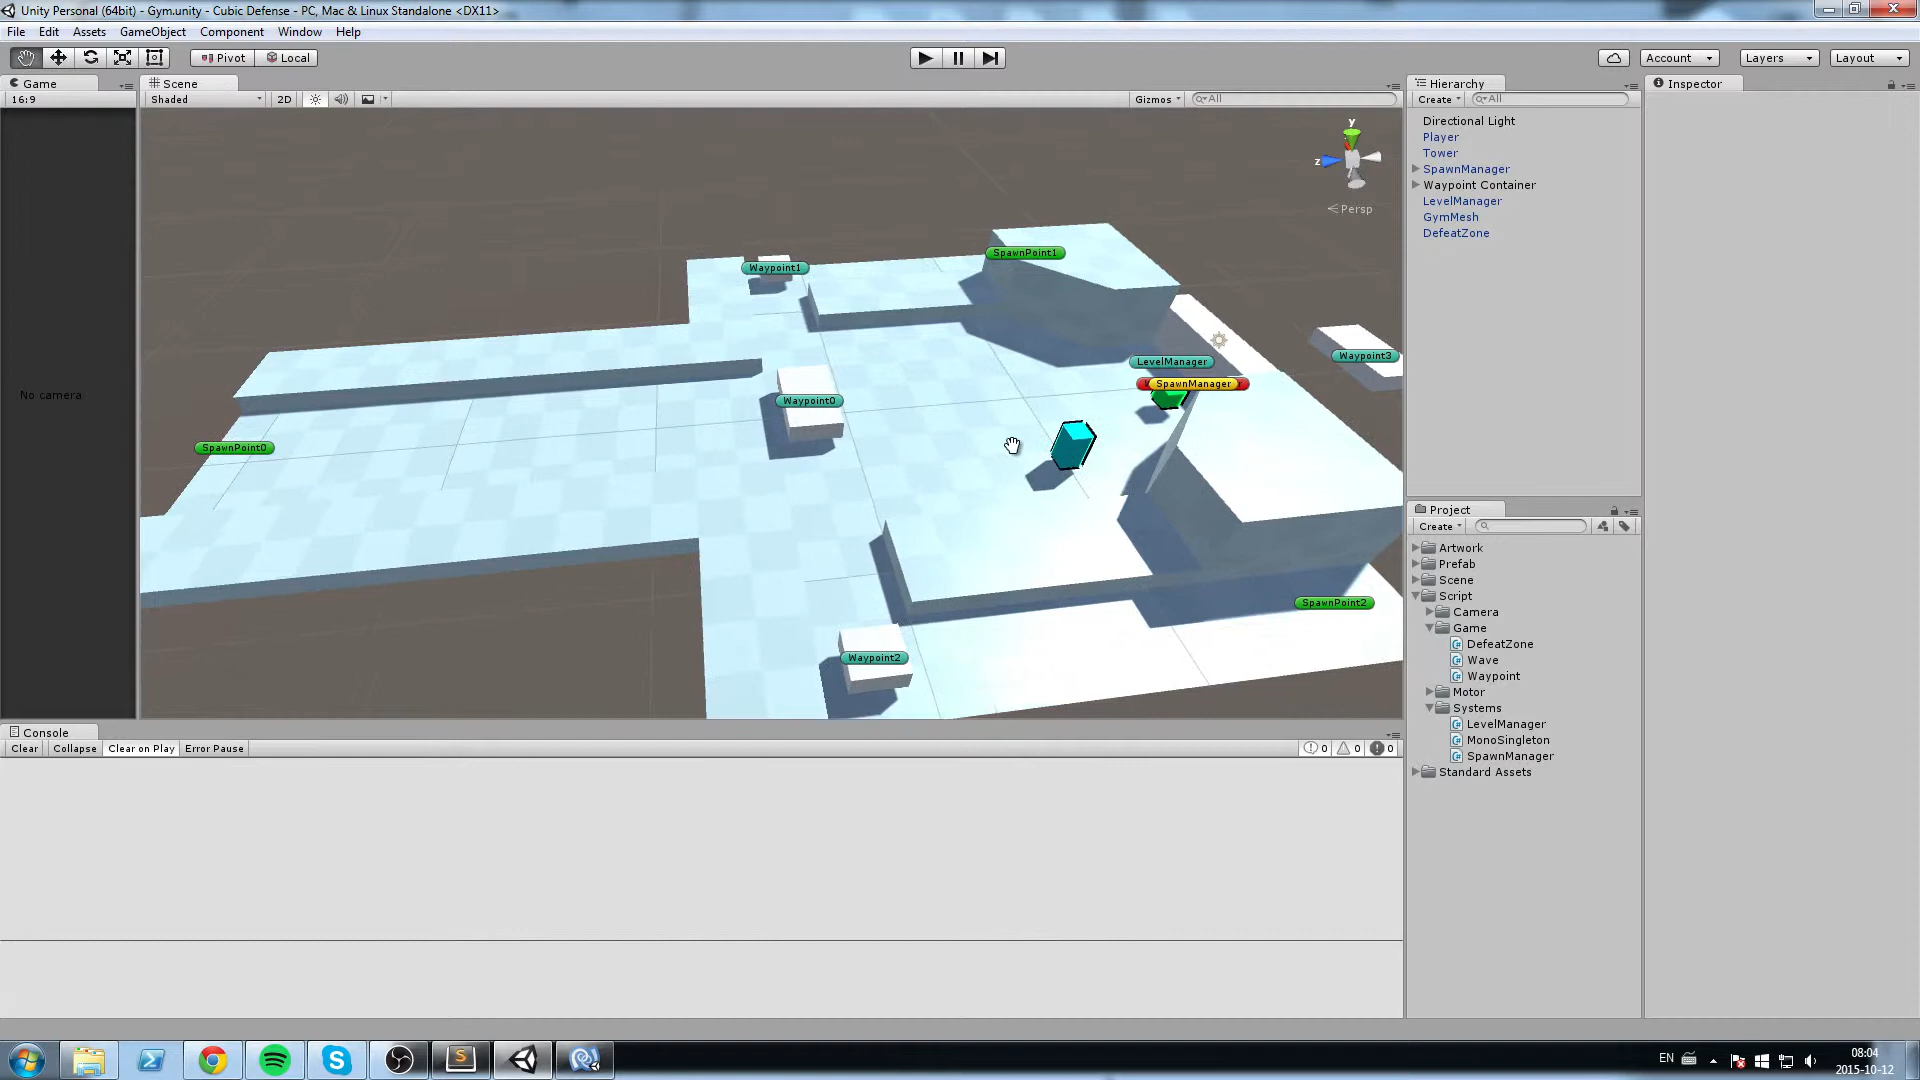 Unity Personal (64bit) - Gym.unity - Cubic Defense - PC, Mac & Linux Standalone <DX11>
File Edit Assets GameObject Component Window Help
Pivot Local Account Layers Layout
Game Scene Hierarchy Inspector
16:9 Shaded 2D Gizmos All Create All
Directional Light
Player
Tower
SpawnManager
Waypoint Container
LevelManager
GymMesh
DefeatZone
y
z
Persp
SpawnPoint1
Waypoint1
Waypoint3
LevelManager
SpawnManager
No camera
Waypoint0
SpawnPoint0
SpawnPoint2
Waypoint2
Project
Create
Artwork
Prefab
Scene
Script
Camera
Game
DefeatZone
Wave
Waypoint
Motor
Systems
LevelManager
MonoSingleton
SpawnManager
Standard Assets
Console
Clear Collapse Clear on Play Error Pause 0 0 0
EN 08:04
2015-10-12